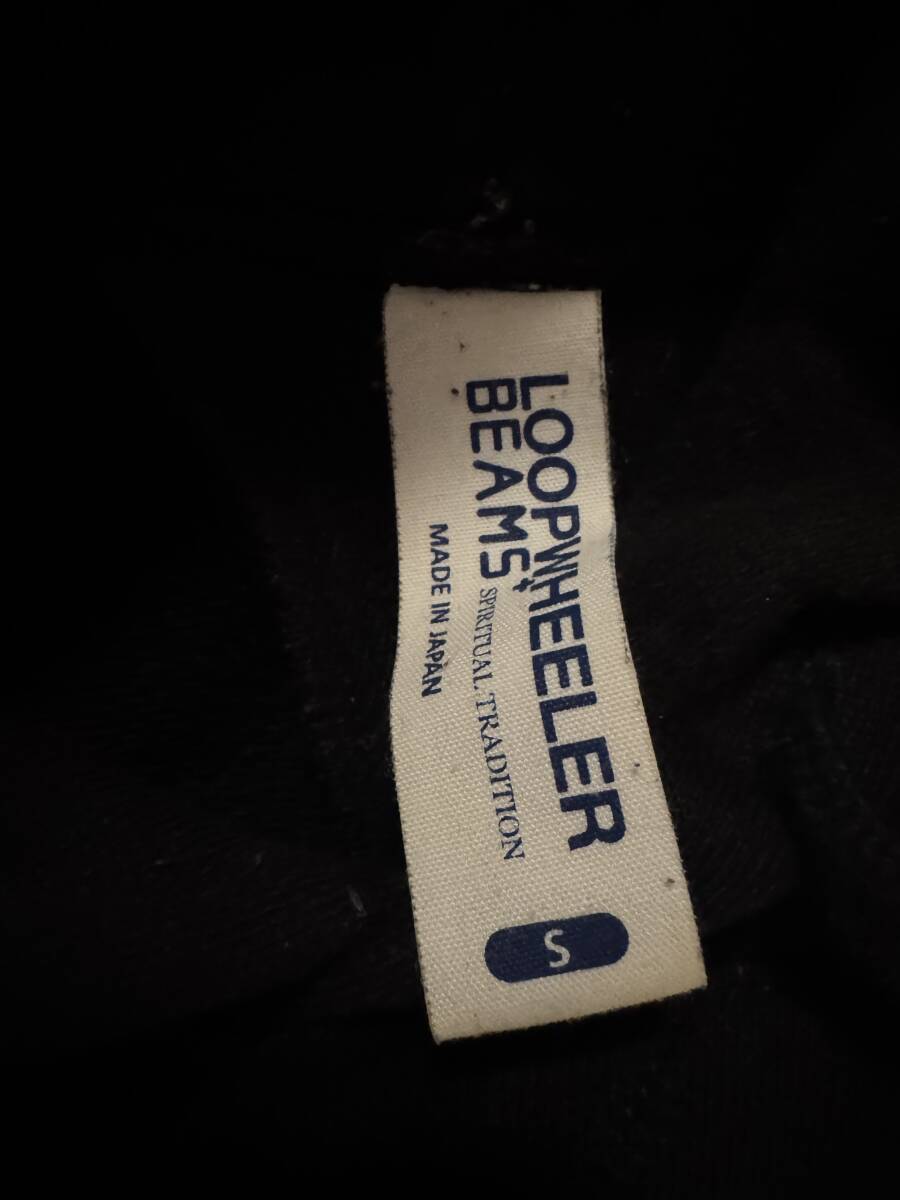 LOOPWHEELER
BEAMS+
SPIRITUAL TRADITION
MADE IN JAPAN
S